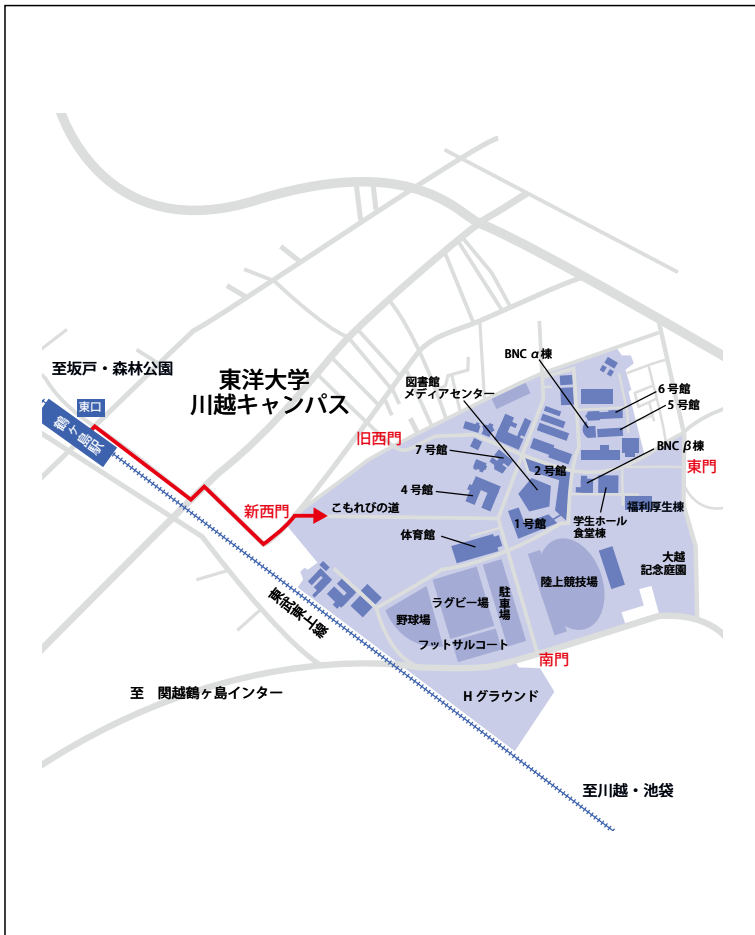 BNC α棟
至坂戸・森林公園
東洋大学
川越キャンパス
図書館
メディアセンター
6 号館
5 号館
東口
鶴ヶ島駅
旧西門
7 号館
BNC β棟
2 号館
東門
4 号館
新西門
こもれびの道
福利厚生棟
1 号館
学生ホール
食堂棟
体育館
大越
記念庭園
陸上競技場
駐車場
ラグビー場
東武東上線
野球場
フットサルコート
南門
至　関越鶴ヶ島インター
H グラウンド
至川越・池袋